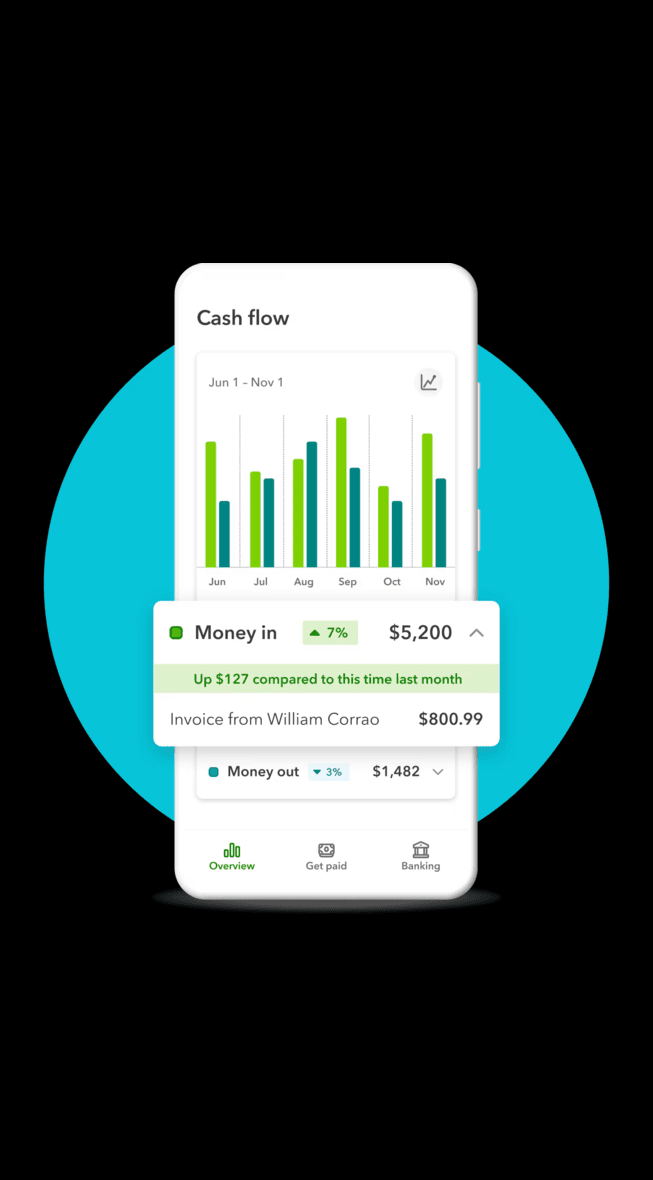 Cash flow
Jun 1 - Nov 1
Jun Jul Aug Sep Oct Nov
Money in 7% $5,200
Up $127 compared to this time last month
Invoice from William Corrao $800.99
Money out 3% $1,482
Overview Get paid Banking